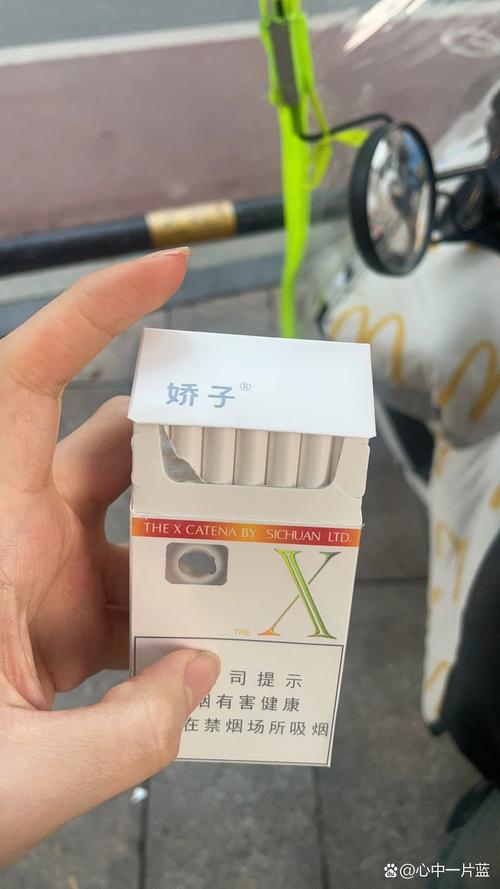 娇子®
THE X CATENA BY SICHUAN LTD.
THE X
司提示
烟有害健康
在禁烟场所吸烟
@心中一片蓝